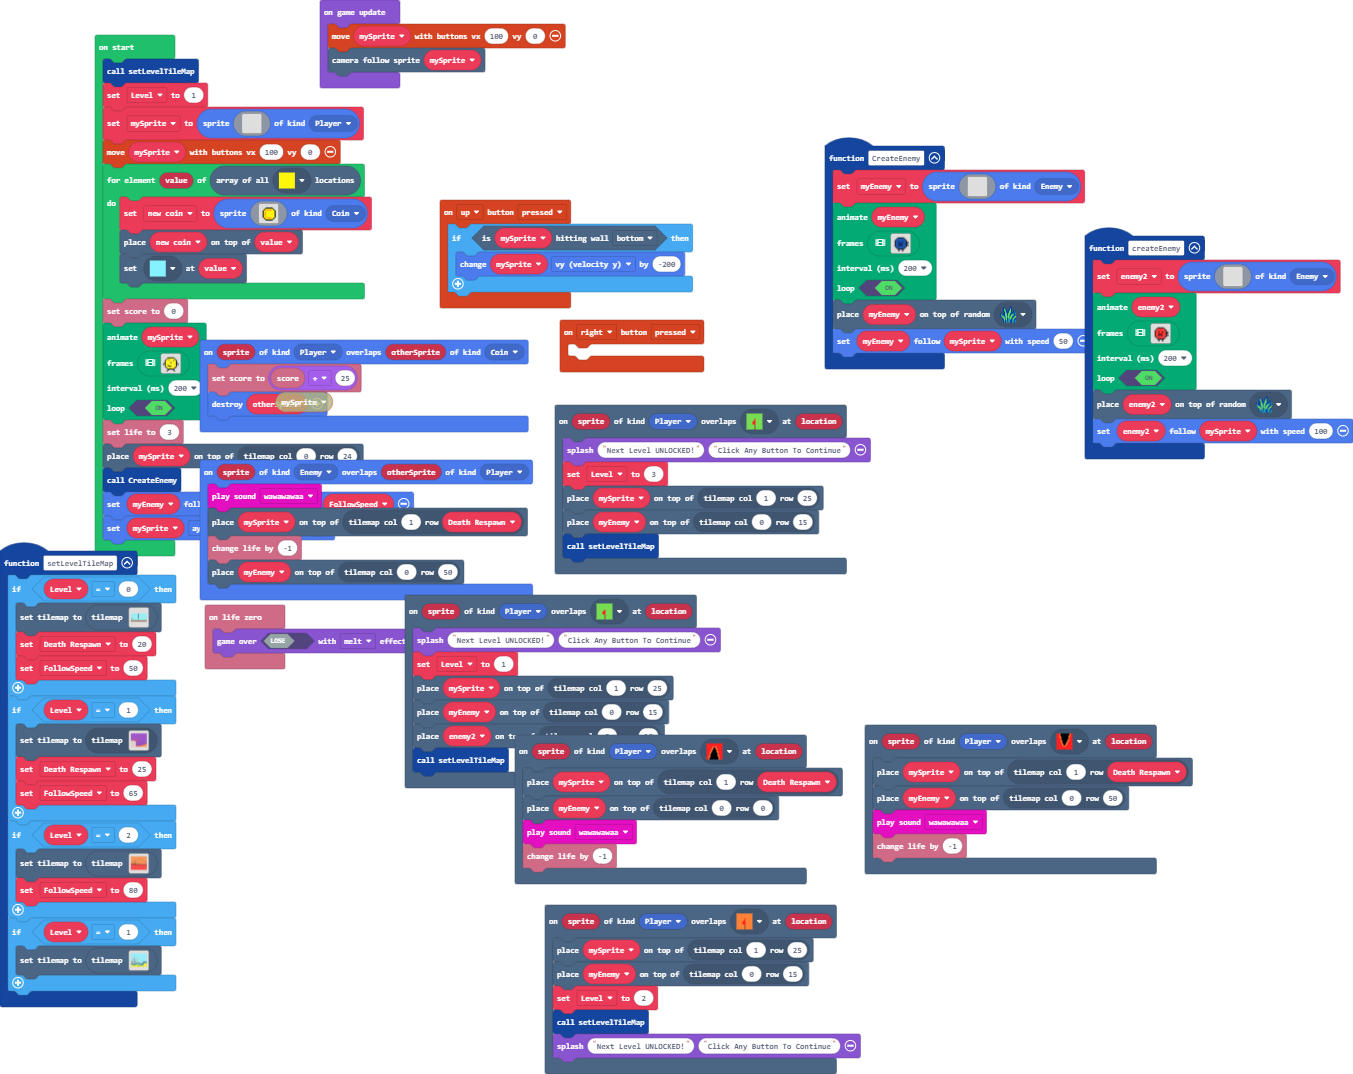 on game update
move mySprite with buttons vx 100 vy 0
camera follow sprite mySprite
on start
call setLevelTileMap
set Level to 1
set mySprite to sprite of kind Player
move mySprite with buttons vx 100 vy 0
for element value of array of all locations
do
set new coin to sprite of kind Coin
place new coin on top of value
set at value
set score to 0
animate mySprite
frames
interval (ms) 200
loop ON
set life to 3
place mySprite on top of tilemap col 0 row 24
call CreateEnemy
set myEnemy FollowSpeed
set mySprite
on up button pressed
if is mySprite hitting wall bottom then
change mySprite vy (velocity y) by -200
on right button pressed
on sprite of kind Player overlaps otherSprite of kind Coin
set score to score + 25
destroy mySprite
on sprite of kind Enemy overlaps otherSprite of kind Player
play sound wawawawaa
place mySprite on top of tilemap col 1 row Death Respawn
change life by -1
place myEnemy on top of tilemap col 0 row 50
on life zero
game over LOSE with melt effect
function CreateEnemy
set myEnemy to sprite of kind Enemy
animate myEnemy
frames
interval (ms) 200
loop ON
place myEnemy on top of random
set myEnemy follow mySprite with speed 50
function createEnemy
set enemy2 to sprite of kind Enemy
animate enemy2
frames
interval (ms) 200
loop ON
place enemy2 on top of random
set enemy2 follow mySprite with speed 100
on sprite of kind Player overlaps at location
splash "Next Level UNLOCKED!" "Click Any Button To Continue"
set Level to 3
place mySprite on top of tilemap col 1 row 25
place myEnemy on top of tilemap col 0 row 15
call setLevelTileMap
function setLevelTileMap
if Level = 0 then
set tilemap to tilemap
set Death Respawn to 20
set FollowSpeed to 50
if Level = 1 then
set tilemap to tilemap
set Death Respawn to 25
set FollowSpeed to 65
if Level = 2 then
set tilemap to tilemap
set FollowSpeed to 80
if Level = 1 then
set tilemap to tilemap
on sprite of kind Player overlaps at location
splash "Next Level UNLOCKED!" "Click Any Button To Continue"
set Level to 1
place mySprite on top of tilemap col 1 row 25
place myEnemy on top of tilemap col 0 row 15
place enemy2 on
call setLevelTileMap
on sprite of kind Player overlaps at location
place mySprite on top of tilemap col 1 row Death Respawn
place myEnemy on top of tilemap col 0 row 0
play sound wawawawaa
change life by -1
on sprite of kind Player overlaps at location
place mySprite on top of tilemap col 1 row Death Respawn
place myEnemy on top of tilemap col 0 row 50
play sound wawawawaa
change life by -1
on sprite of kind Player overlaps at location
place mySprite on top of tilemap col 1 row 25
place myEnemy on top of tilemap col 0 row 15
set Level to 2
call setLevelTileMap
splash "Next Level UNLOCKED!" "Click Any Button To Continue"